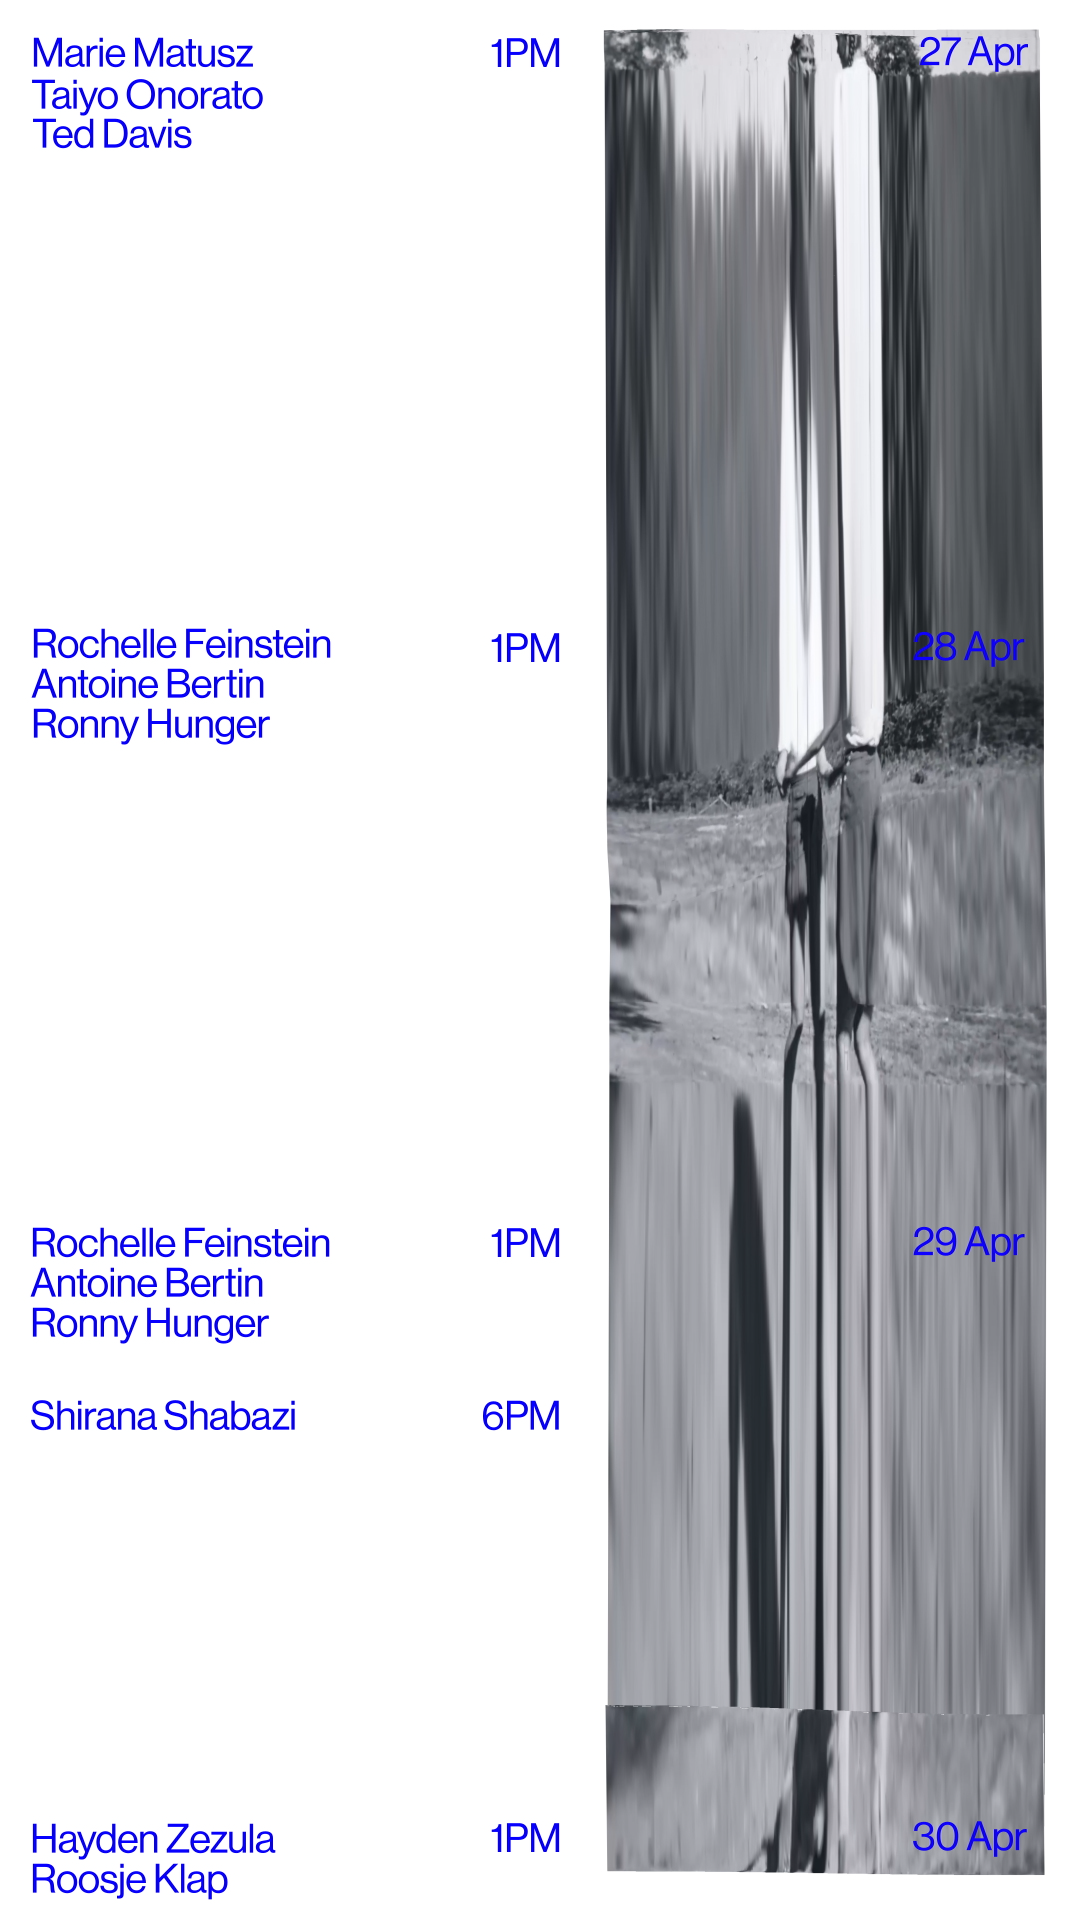 Marie Matusz 1PM 27 Apr
Taiyo Onorato
Ted Davis
Rochelle Feinstein 1PM 28 Apr
Antoine Bertin
Ronny Hunger
Rochelle Feinstein 1PM 29 Apr
Antoine Bertin
Ronny Hunger
Shirana Shabazi 6PM
Hayden Zezula 1PM 30 Apr
Roosje Klap